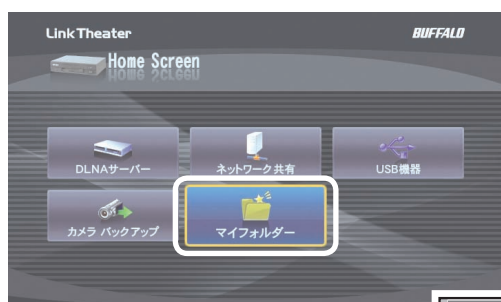 LinkTheater BUFFALO
Home Screen
DLNAサーバー ネットワーク共有 USB機器
カメラ バックアップ マイフォルダー